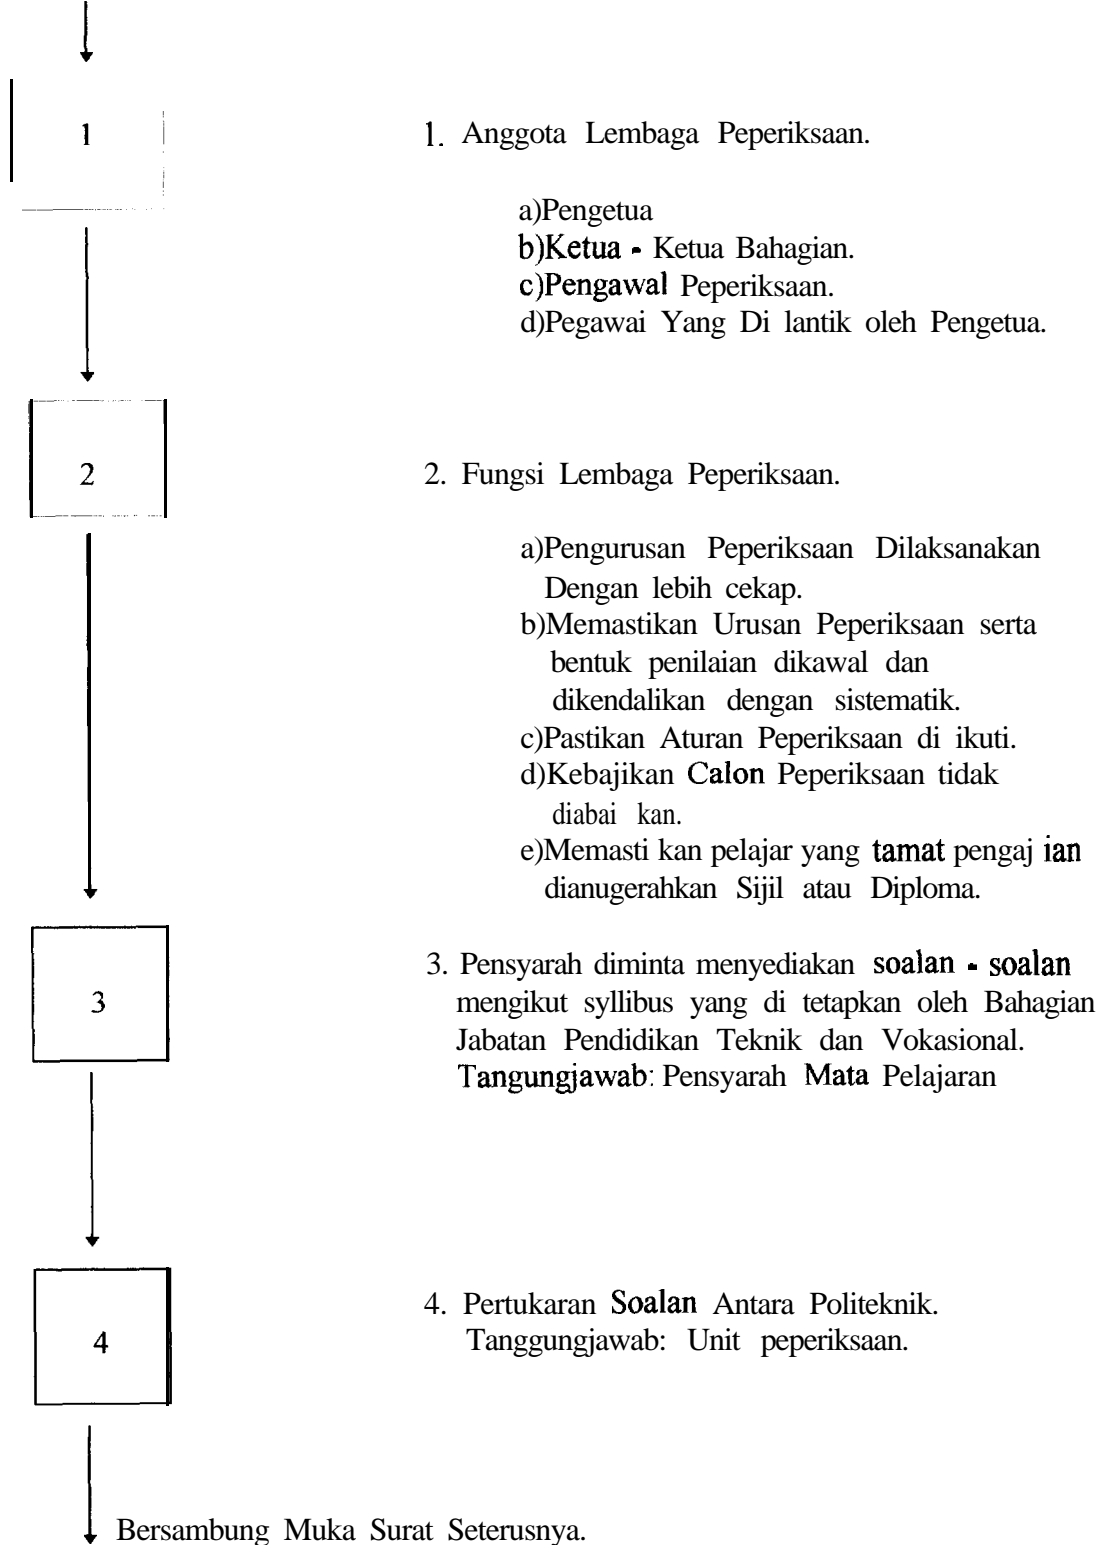 1
1. Anggota Lembaga Peperiksaan.
a)Pengetua
b)Ketua - Ketua Bahagian.
c)Pengawal Peperiksaan.
d)Pegawai Yang Di lantik oleh Pengetua.
2
2. Fungsi Lembaga Peperiksaan.
a)Pengurusan Peperiksaan Dilaksanakan
Dengan lebih cekap.
b)Memastikan Urusan Peperiksaan serta
bentuk penilaian dikawal dan
dikendalikan dengan sistematik.
c)Pastikan Aturan Peperiksaan di ikuti.
d)Kebajikan Calon Peperiksaan tidak
diabai kan.
e)Memasti kan pelajar yang tamat pengaj ian
dianugerahkan Sijil atau Diploma.
3
3. Pensyarah diminta menyediakan soalan - soalan
mengikut syllibus yang di tetapkan oleh Bahagian
Jabatan Pendidikan Teknik dan Vokasional.
Tangungjawab: Pensyarah Mata Pelajaran
4
4. Pertukaran Soalan Antara Politeknik.
Tanggungjawab: Unit peperiksaan.
Bersambung Muka Surat Seterusnya.